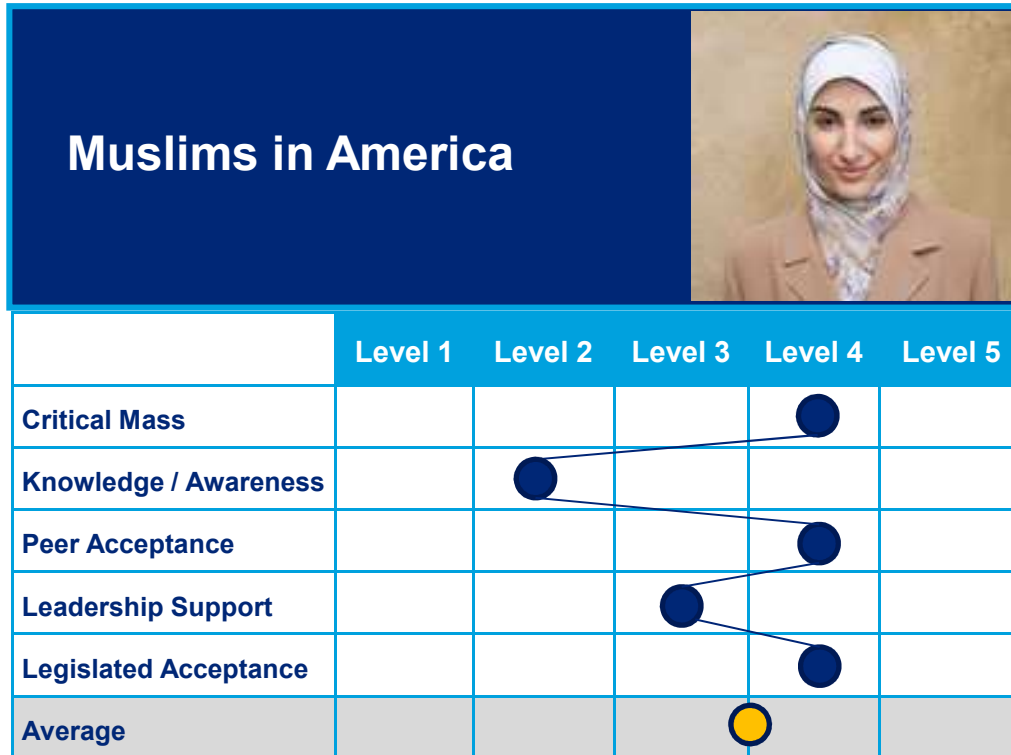 Muslims in America
Level 1 Level 2 Level 3 Level 4 Level 5
Critical Mass
Knowledge / Awareness
Peer Acceptance
Leadership Support
Legislated Acceptance
Average